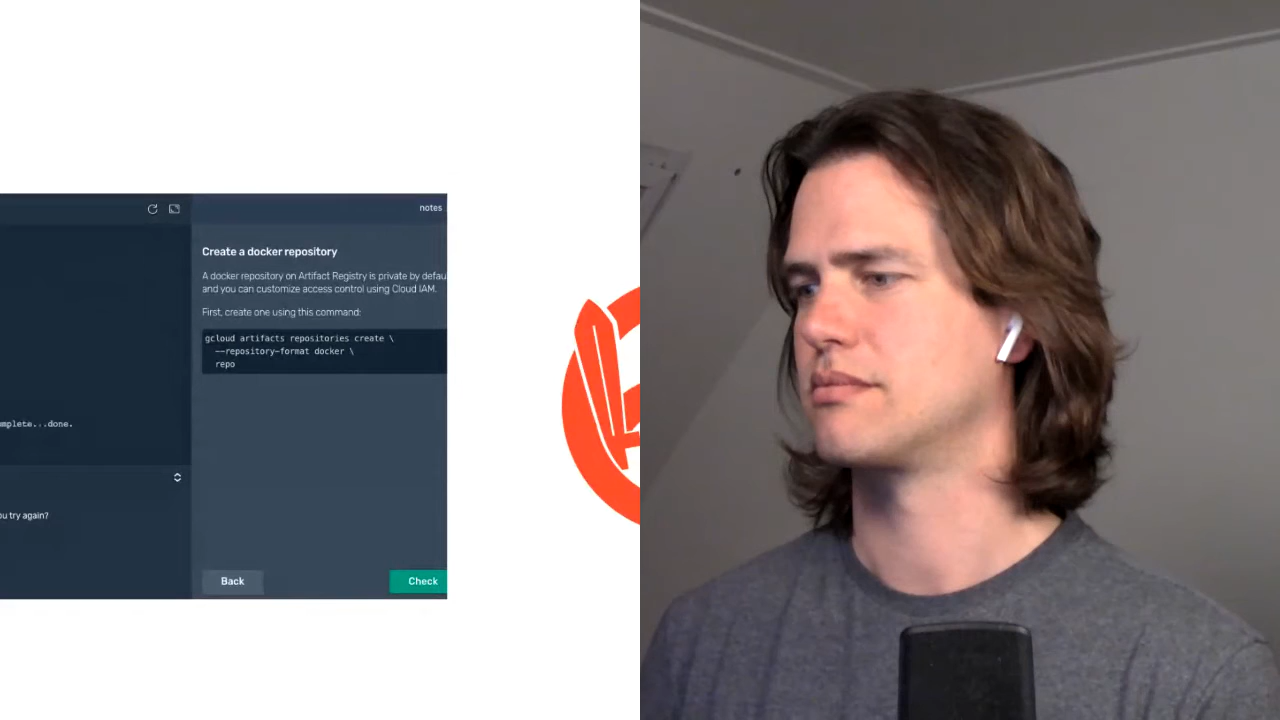 notes
Create a docker repository
A docker repository on Artifact Registry is private by
and you can customize access control using Cloud IAM.
First, create one using this command:
gcloud artifacts repositories create \
--repository-format docker \
repo
mplete...done.
u try again?
Back
Check